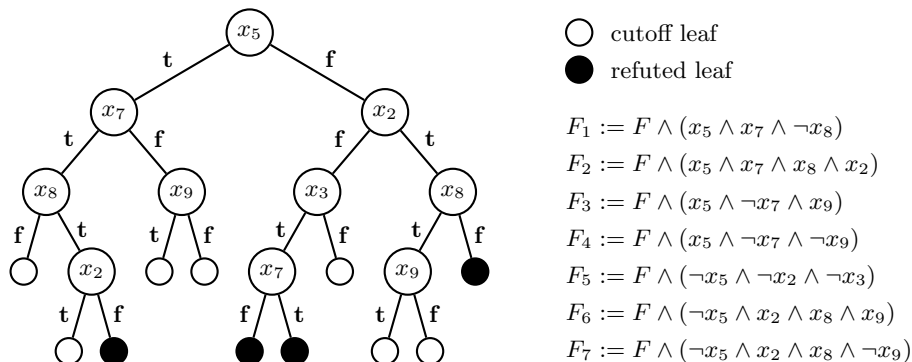 x₅
t f
x₇ x₂
t f f t
x₈ x₉ x₃ x₈
f t t f t f t f
x₂ x₇ x₉
t f f t t f
cutoff leaf
refuted leaf
F₁ := F ∧ (x₅ ∧ x₇ ∧ ¬x₈)
F₂ := F ∧ (x₅ ∧ x₇ ∧ x₈ ∧ x₂)
F₃ := F ∧ (x₅ ∧ ¬x₇ ∧ x₉)
F₄ := F ∧ (x₅ ∧ ¬x₇ ∧ ¬x₉)
F₅ := F ∧ (¬x₅ ∧ ¬x₂ ∧ ¬x₃)
F₆ := F ∧ (¬x₅ ∧ x₂ ∧ x₈ ∧ x₉)
F₇ := F ∧ (¬x₅ ∧ x₂ ∧ x₈ ∧ ¬x₉)